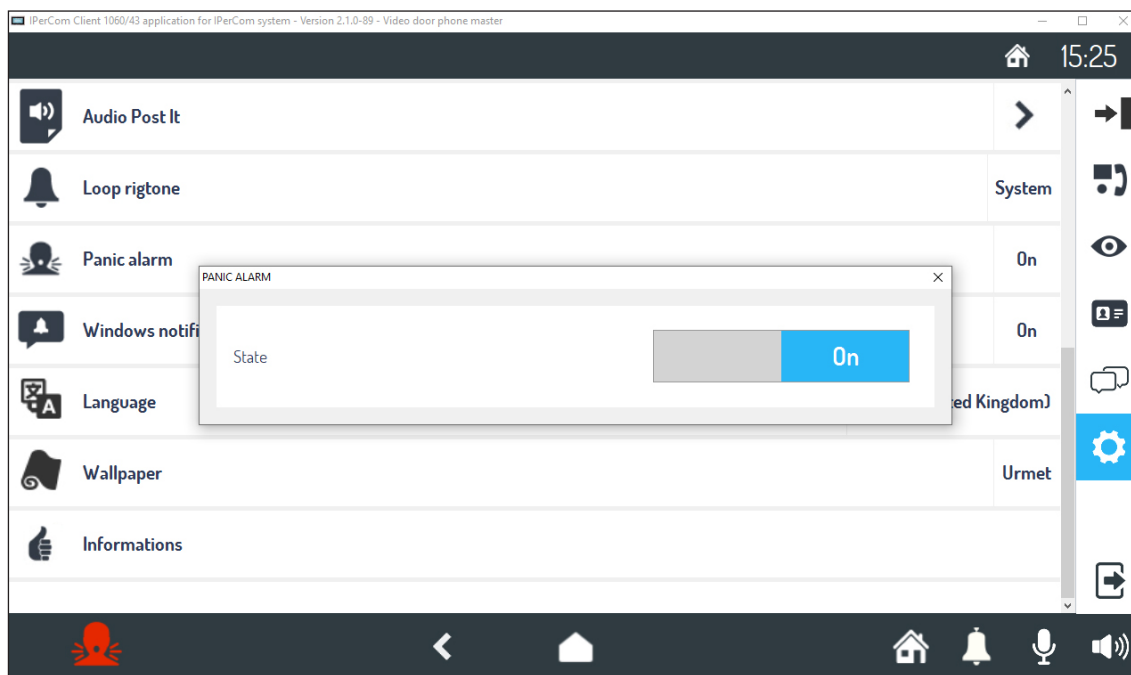 IPerCom Client 1060/43 application for IPerCom system - Version 2.1.0-89 - Video door phone master
15:25
Audio Post It
Loop rigtone
System
Panic alarm
On
PANIC ALARM
Windows notifi
On
State
On
Language
ted Kingdom)
Wallpaper
Urmet
Informations